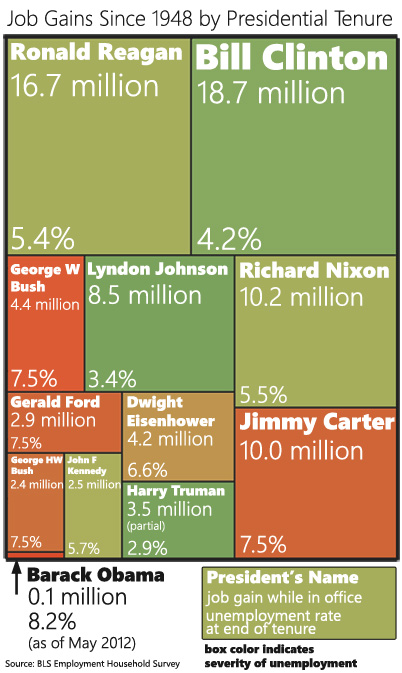 Job Gains Since 1948 by Presidential Tenure
Ronald Reagan
16.7 million
5.4%
Bill Clinton
18.7 million
4.2%
George W
Bush
4.4 million
7.5%
Lyndon Johnson
8.5 million
3.4%
Richard Nixon
10.2 million
5.5%
Gerald Ford
2.9 million
7.5%
Dwight
Eisenhower
4.2 million
6.6%
Jimmy Carter
10.0 million
7.5%
George HW
Bush
2.4 million
7.5%
John F
Kennedy
2.5 million
5.7%
Harry Truman
3.5 million
(partial)
2.9%
Barack Obama
0.1 million
8.2%
(as of May 2012)
President's Name
job gain while in office
unemployment rate
at end of tenure
box color indicates
severity of unemployment
Source: BLS Employment Household Survey